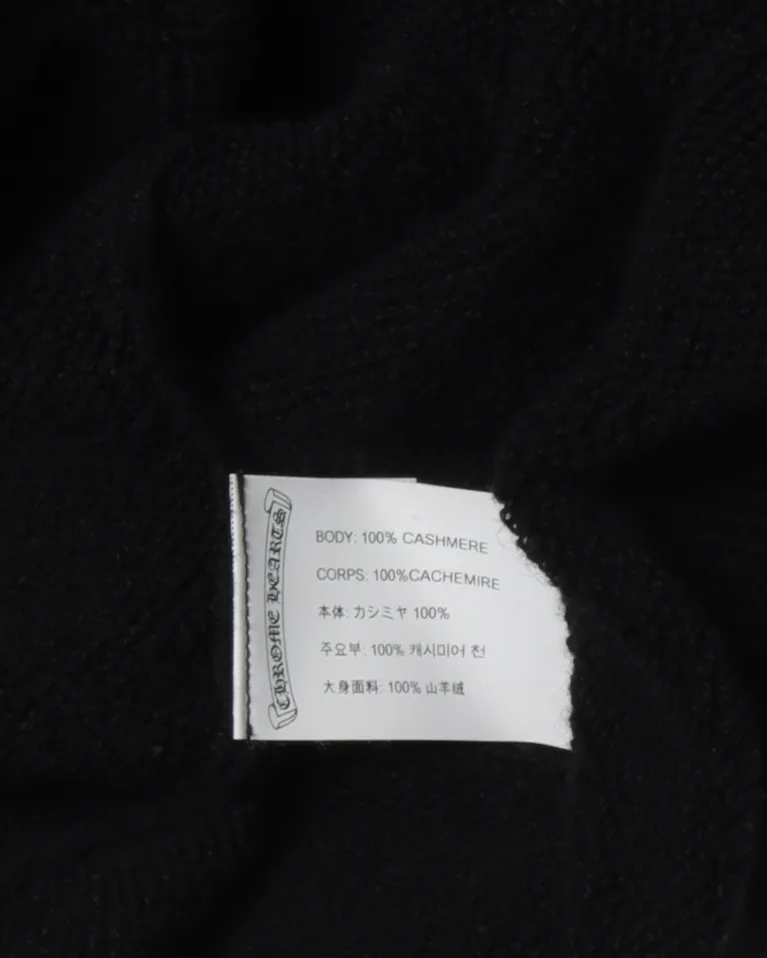 CHROME HEARTS
BODY: 100% CASHMERE
CORPS: 100%CACHEMIRE
本体: カシミヤ 100%
주요부: 100% 캐시미어 천
大身面料: 100% 山羊绒